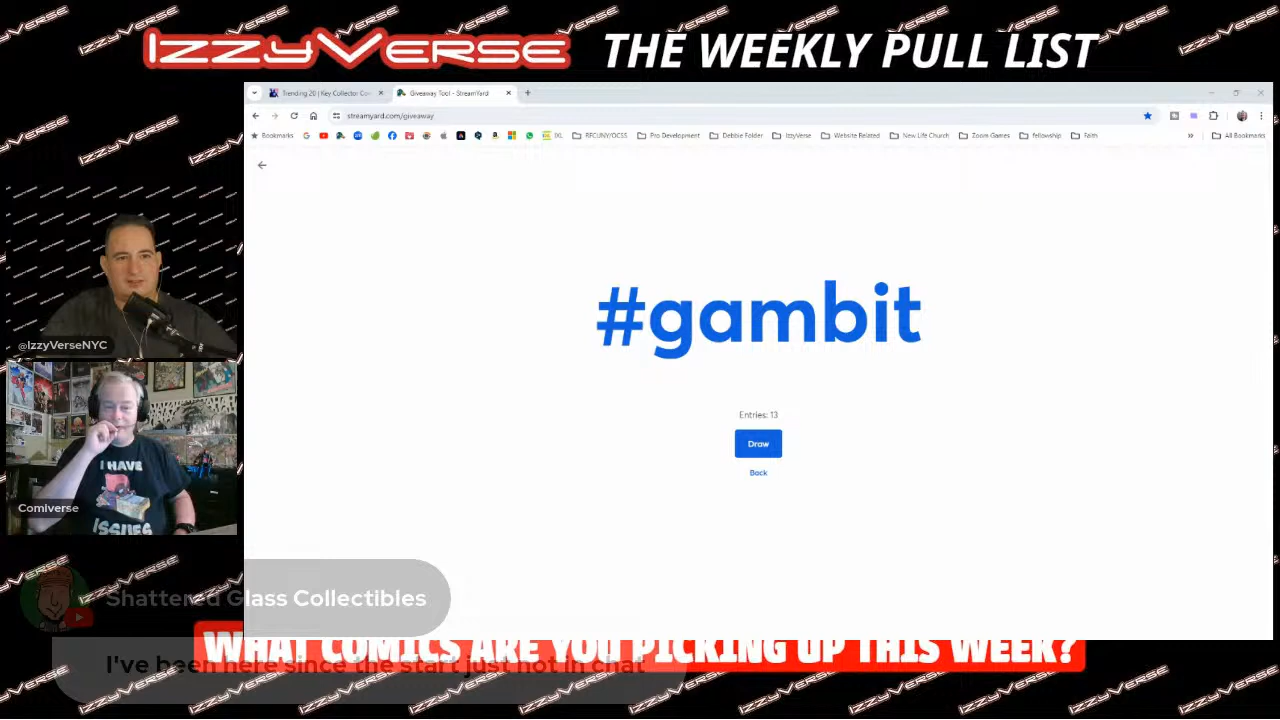 IZZYVERSE THE WEEKLY PULL LIST
Trending 20 | Key Collector Co
Giveaway Tool - StreamYard
streamyard.com/giveaway
Bookmarks
IXL
RFCUNY/OCSS
Pro Development
Debbie Folder
IzzyVerse
Website Related
New Life Church
Zoom Games
fellowship
Faith
All Bookmarks
#gambit
Entries: 13
Draw
Back
@IzzyVerseNYC
I HAVE
ISSUES
Comiverse
Shattered Glass Collectibles
WHAT COMICS ARE YOU PICKING UP THIS WEEK?
I've been here since the start just not in chat